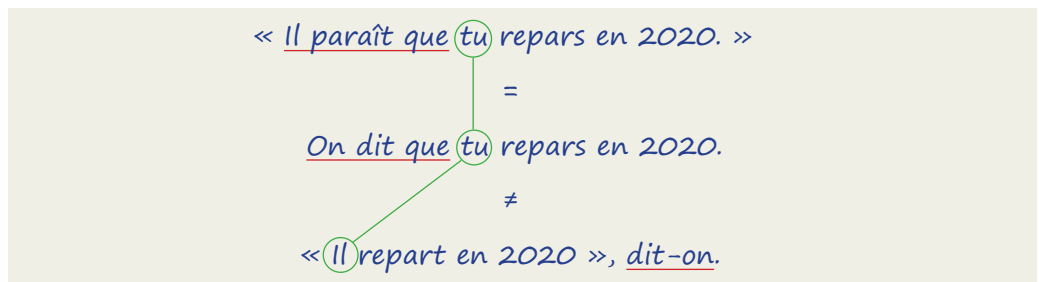 « Il paraît que tu repars en 2020. »
=
On dit que tu repars en 2020.
≠
« Il repart en 2020 », dit-on.